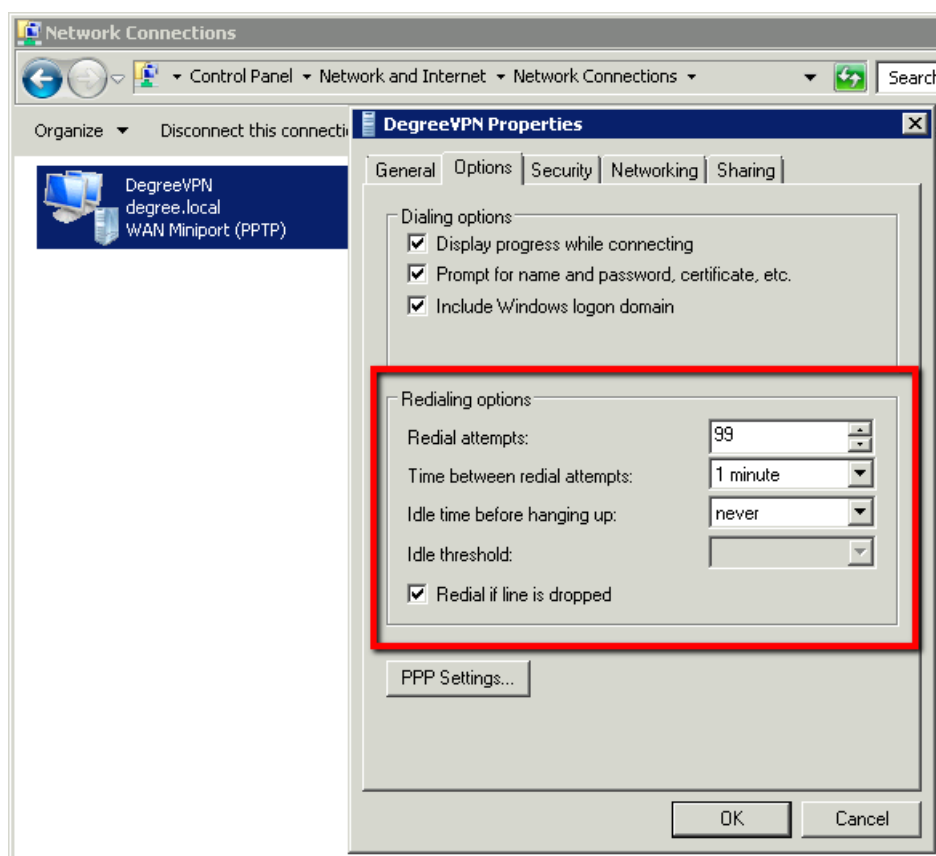 Network Connections
Control Panel Network and Internet Network Connections Search
Organize Disconnect this connecti
DegreeVPN
degree.local
WAN Miniport (PPTP)
DegreeVPN Properties
General Options Security Networking Sharing
Dialing options
Display progress while connecting
Prompt for name and password, certificate, etc.
Include Windows logon domain
Redialing options
Redial attempts: 99
Time between redial attempts: 1 minute
Idle time before hanging up: never
Idle threshold:
Redial if line is dropped
PPP Settings...
OK Cancel